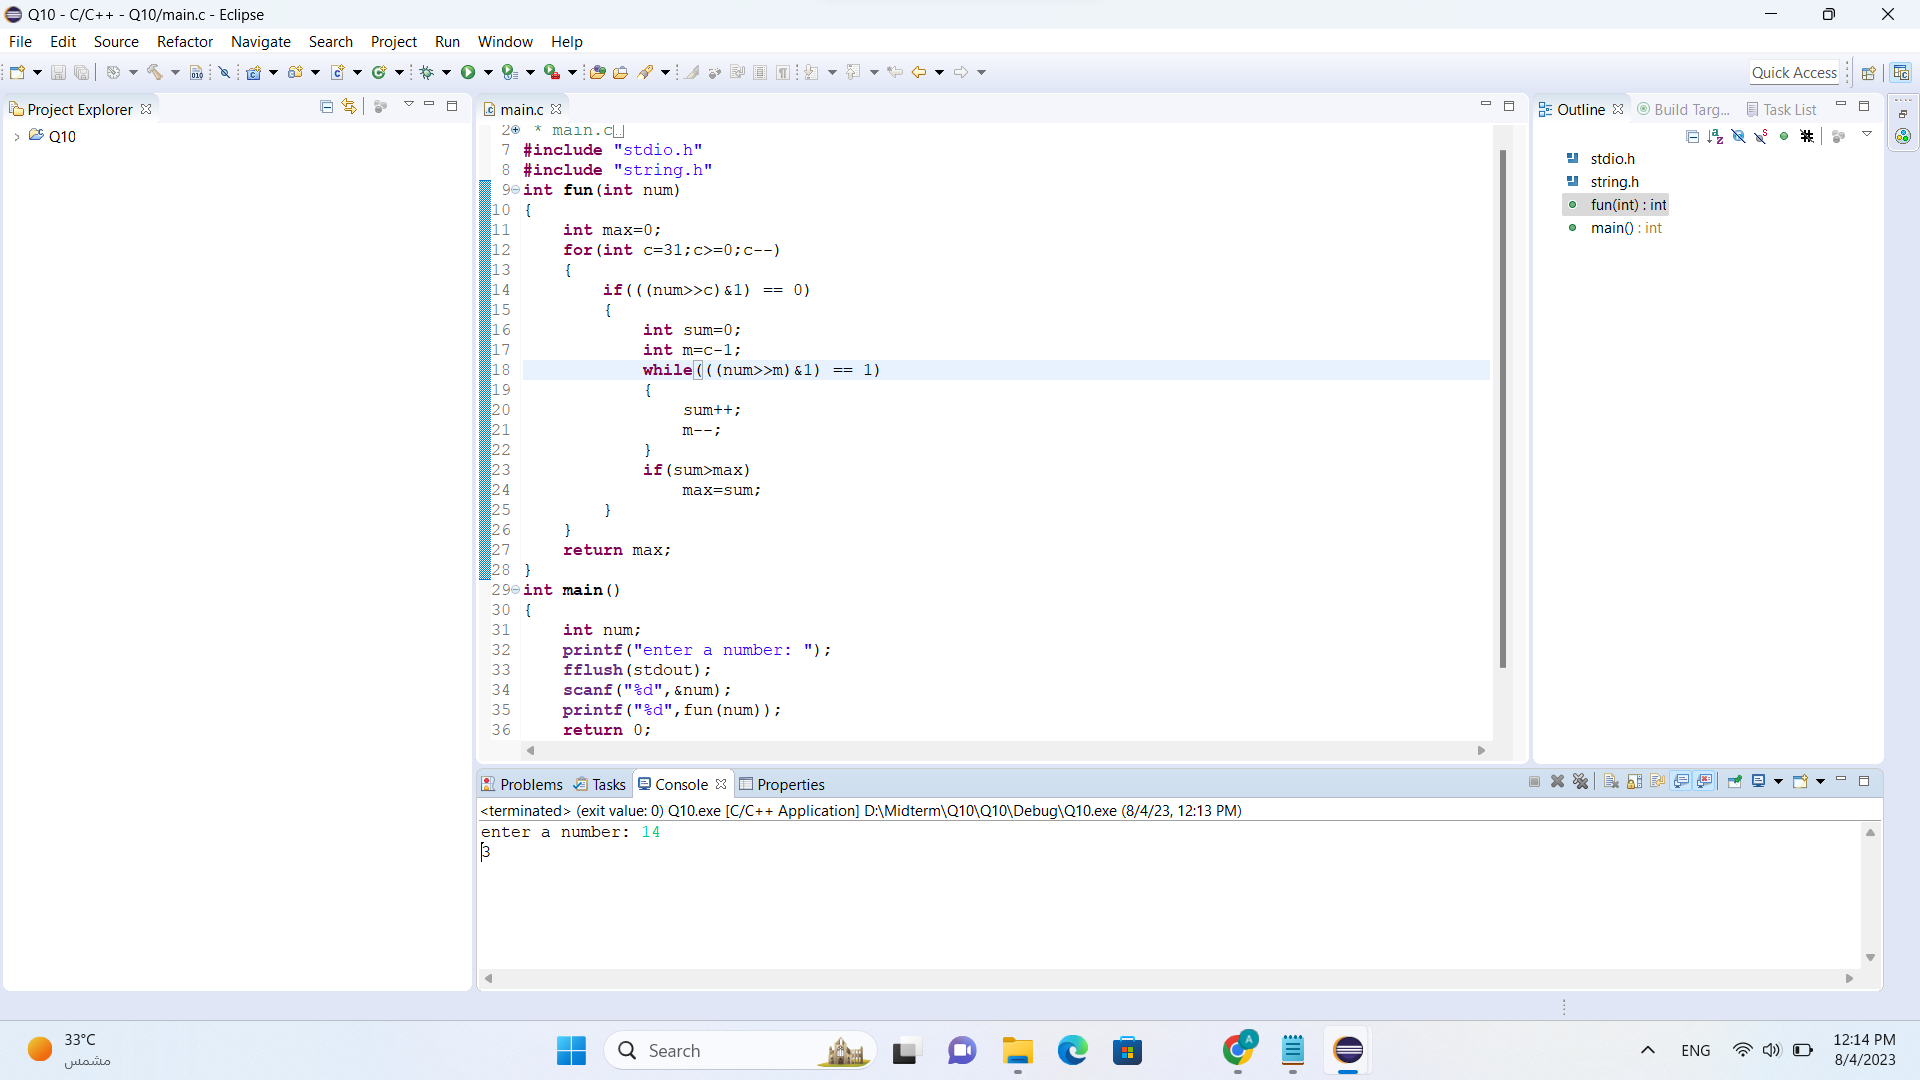 Q10 - C/C++ - Q10/main.c - Eclipse
File Edit Source Refactor Navigate Search Project Run Window Help
Quick Access
Project Explorer
Q10
main.c
2 * main.c
7 #include "stdio.h"
8 #include "string.h"
9 int fun(int num)
10 {
11 int max=0;
12 for(int c=31;c>=0;c--)
13 {
14 if(((num>>c)&1) == 0)
15 {
16 int sum=0;
17 int m=c-1;
18 while(((num>>m)&1) == 1)
19 {
20 sum++;
21 m--;
22 }
23 if(sum>max)
24 max=sum;
25 }
26 }
27 return max;
28 }
29 int main()
30 {
31 int num;
32 printf("enter a number: ");
33 fflush(stdout);
34 scanf("%d",&num);
35 printf("%d",fun(num));
36 return 0;
Outline Build Targ... Task List
stdio.h
string.h
fun(int) : int
main() : int
Problems Tasks Console Properties
<terminated> (exit value: 0) Q10.exe [C/C++ Application] D:\Midterm\Q10\Q10\Debug\Q10.exe (8/4/23, 12:13 PM)
enter a number: 14
3
33°C
مشمس
Search
A
ENG
12:14 PM
8/4/2023